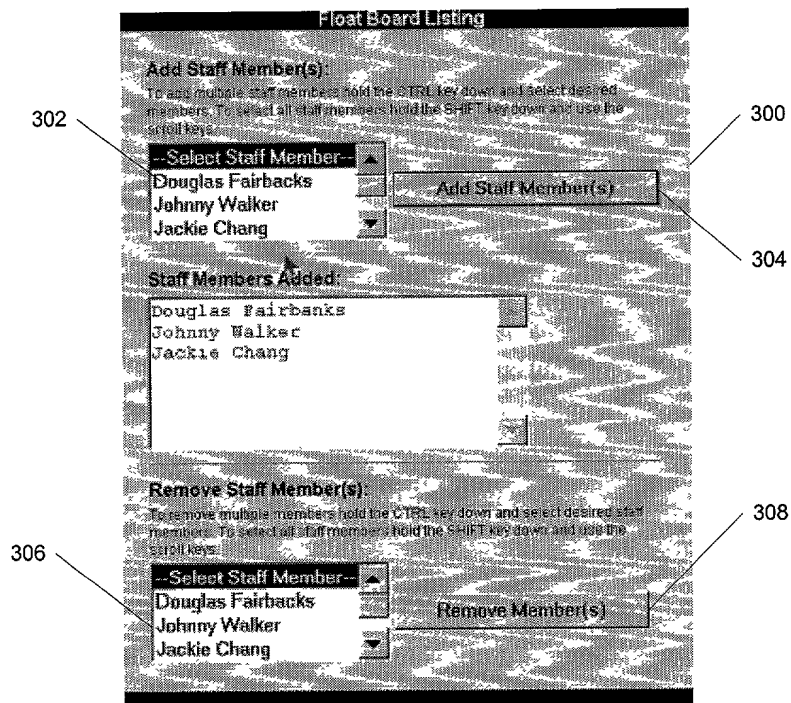 Float Board Listing
Add Staff Member(s):
To add multiple staff members hold the CTRL key down and select desired
members. To select all staff members hold the SHIFT key down and use the
scroll keys.
302
300
--Select Staff Member--
Douglas Fairbacks
Johnny Walker
Jackie Chang
Add Staff Member(s)
304
Staff Members Added:
Douglas Fairbanks
Johnny Walker
Jackie Chang
Remove Staff Member(s):
To remove multiple members hold the CTRL key down and select desired staff
members. To select all staff members hold the SHIFT key down and use the
scroll keys.
308
306
--Select Staff Member--
Douglas Fairbacks
Johnny Walker
Jackie Chang
Remove Member(s)